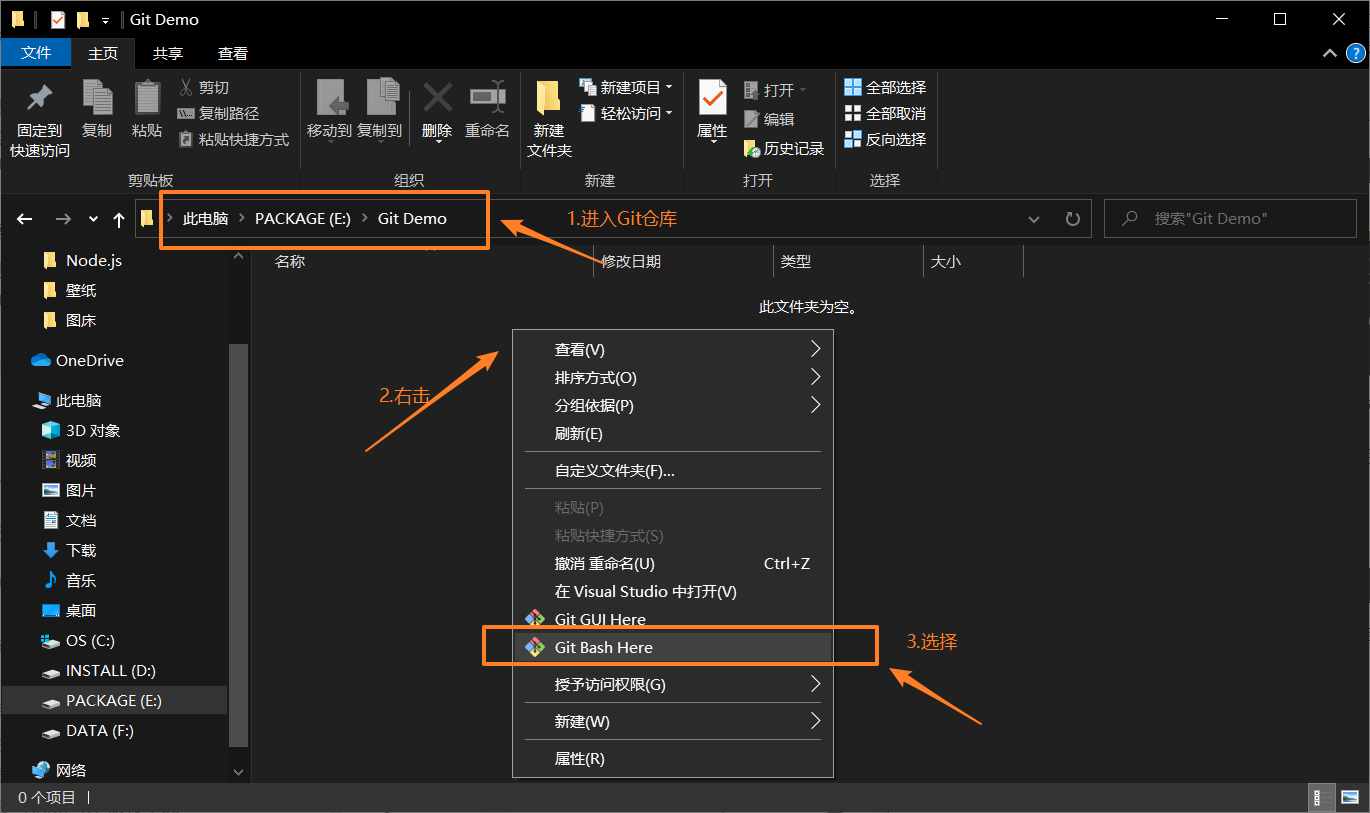 Git Demo
文件 主页 共享 查看
固定到
快速访问
复制
粘贴
剪切
复制路径
粘贴快捷方式
剪贴板
移动到 复制到 删除 重命名
组织
新建
文件夹
新建项目
轻松访问
新建
属性
打开
编辑
历史记录
打开
全部选择
全部取消
反向选择
选择
此电脑 PACKAGE (E:) Git Demo
1.进入Git仓库
搜索"Git Demo"
名称 修改日期 类型 大小
此文件夹为空。
Node.js
壁纸
图床
OneDrive
此电脑
3D 对象
视频
图片
文档
下载
音乐
桌面
OS (C:)
INSTALL (D:)
PACKAGE (E:)
DATA (F:)
网络
2.右击
查看(V)
排序方式(O)
分组依据(P)
刷新(E)
自定义文件夹(F)...
粘贴(P)
粘贴快捷方式(S)
撤消 重命名(U) Ctrl+Z
在 Visual Studio 中打开(V)
Git GUI Here
Git Bash Here
3.选择
授予访问权限(G)
新建(W)
属性(R)
0 个项目